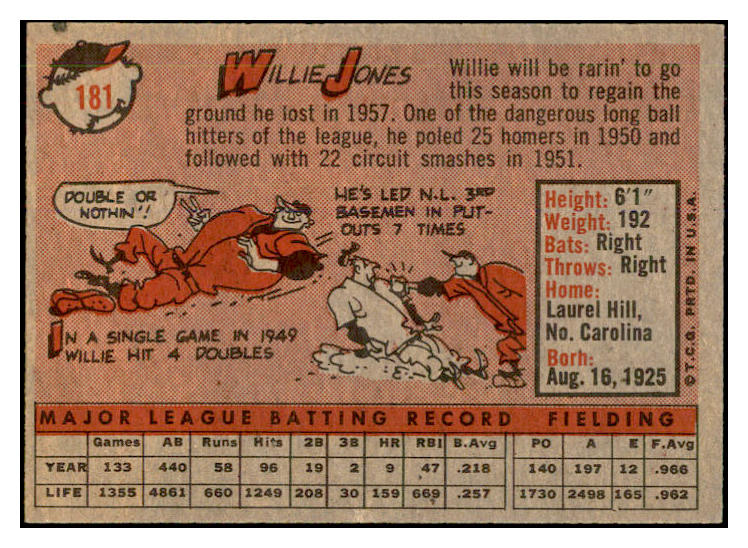 181
WILLIE JONES
Willie will be rarin' to go
this season to regain the
ground he lost in 1957. One of the dangerous long ball
hitters of the league, he poled 25 homers in 1950 and
followed with 22 circuit smashes in 1951.
DOUBLE OR
NOTHIN'!
HE'S LED N.L. 3RD
BASEMEN IN PUT-
OUTS 7 TIMES
IN A SINGLE GAME IN 1949
WILLIE HIT 4 DOUBLES
Height: 6'1"
Weight: 192
Bats: Right
Throws: Right
Home:
Laurel Hill,
No. Carolina
Born:
Aug. 16, 1925
© T.C.G. PRTD. IN U.S.A.
MAJOR LEAGUE BATTING RECORD FIELDING
Games AB Runs Hits 2B 3B HR RBI B.Avg PO A E F.Avg
YEAR 133 440 58 96 19 2 9 47 .218 140 197 12 .966
LIFE 1355 4861 660 1249 208 30 159 669 .257 1730 2498 165 .962